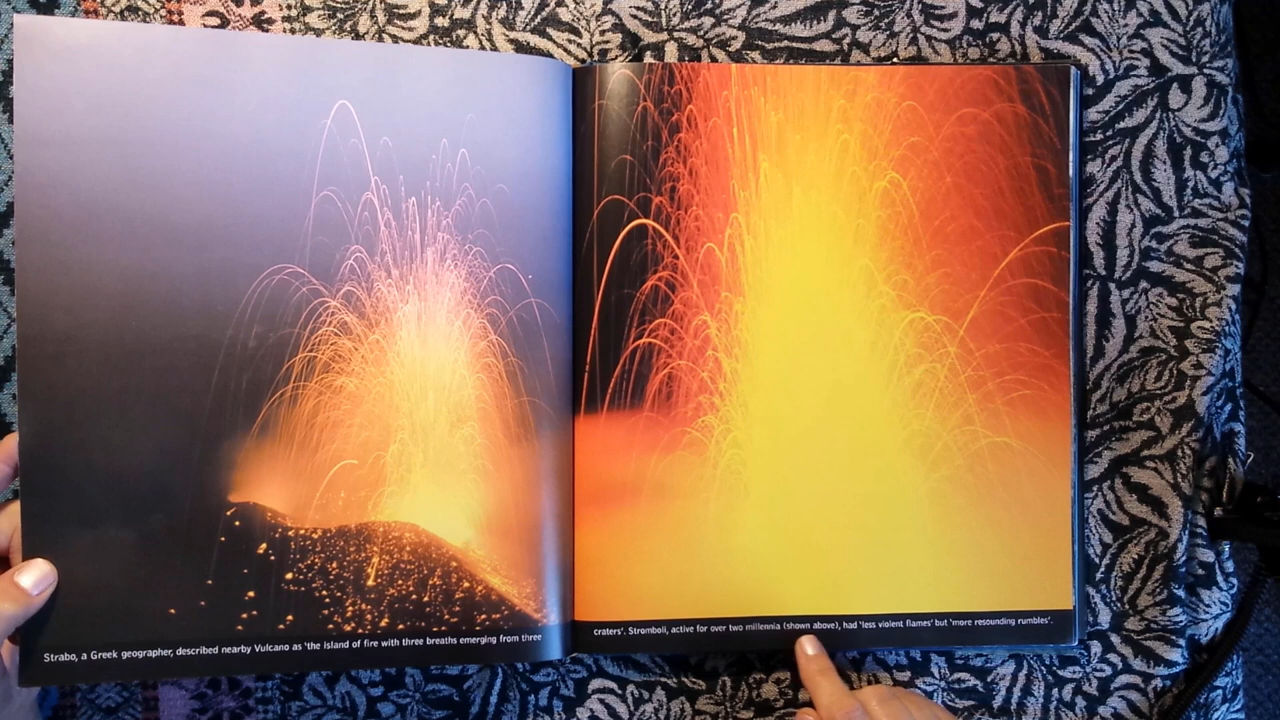 Strabo, a Greek geographer, described nearby Vulcano as 'the island of fire with three breaths emerging from three
craters'. Stromboli, active for over two millennia (shown above), had 'less violent flames' but 'more resounding rumbles'.